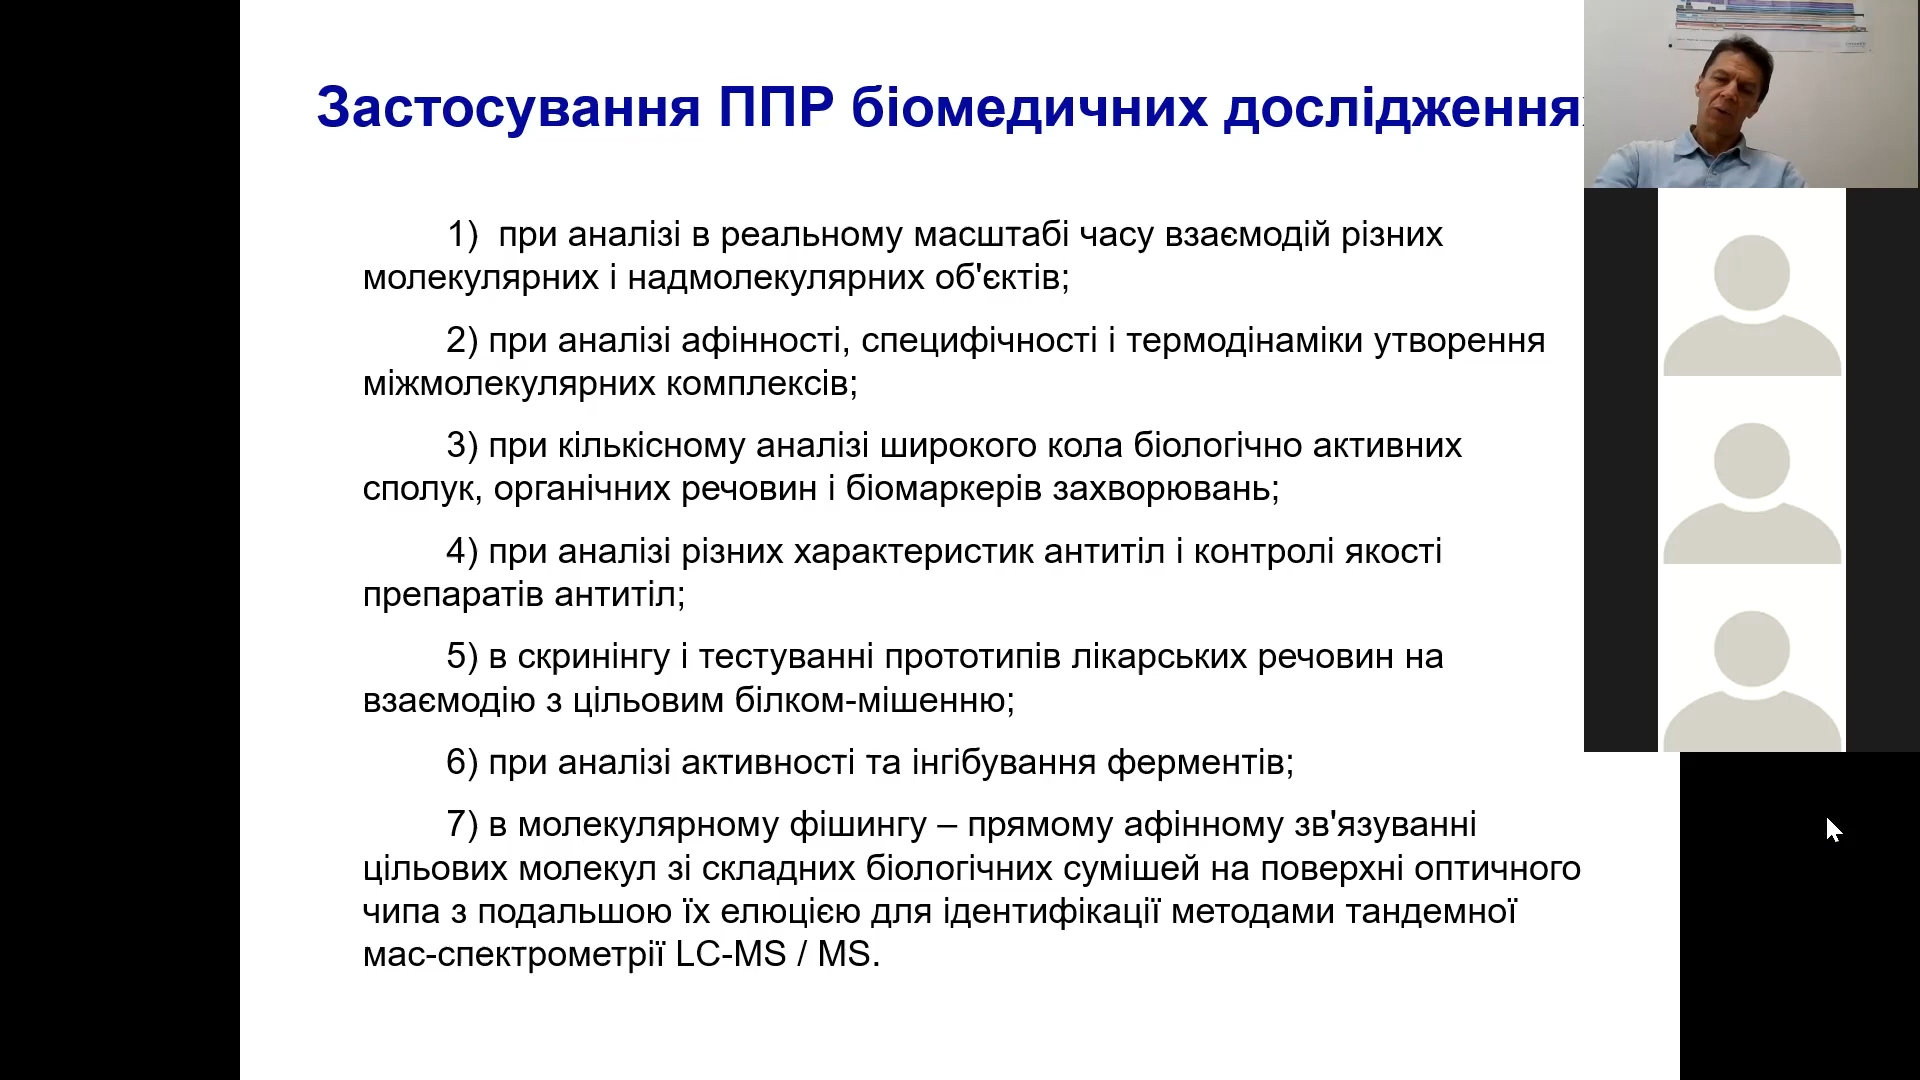 Застосування ППР біомедичних дослідження
1) при аналізі в реальному масштабі часу взаємодій різних
молекулярних і надмолекулярних об'єктів;
2) при аналізі афінності, специфічності і термодінаміки утворення
міжмолекулярних комплексів;
3) при кількісному аналізі широкого кола біологічно активних
сполук, органічних речовин і біомаркерів захворювань;
4) при аналізі різних характеристик антитіл і контролі якості
препаратів антитіл;
5) в скринінгу і тестуванні прототипів лікарських речовин на
взаємодію з цільовим білком-мішенню;
6) при аналізі активності та інгібування ферментів;
7) в молекулярному фішингу – прямому афінному зв'язуванні
цільових молекул зі складних біологічних сумішей на поверхні оптичного
чипа з подальшою їх елюцією для ідентифікації методами тандемної
мас-спектрометрії LC-MS / MS.